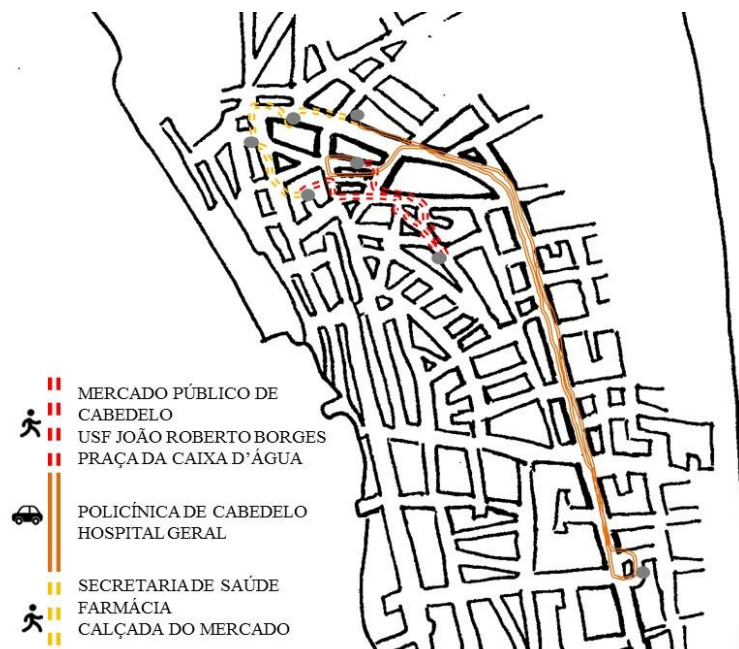 MERCADO PÚBLICO DE
CABEDELO
USF JOÃO ROBERTO BORGES
PRAÇA DA CAIXA D’ÁGUA
POLICÍNICA DE CABEDELO
HOSPITAL GERAL
SECRETARIA DE SAÚDE
FARMÁCIA
CALÇADA DO MERCADO